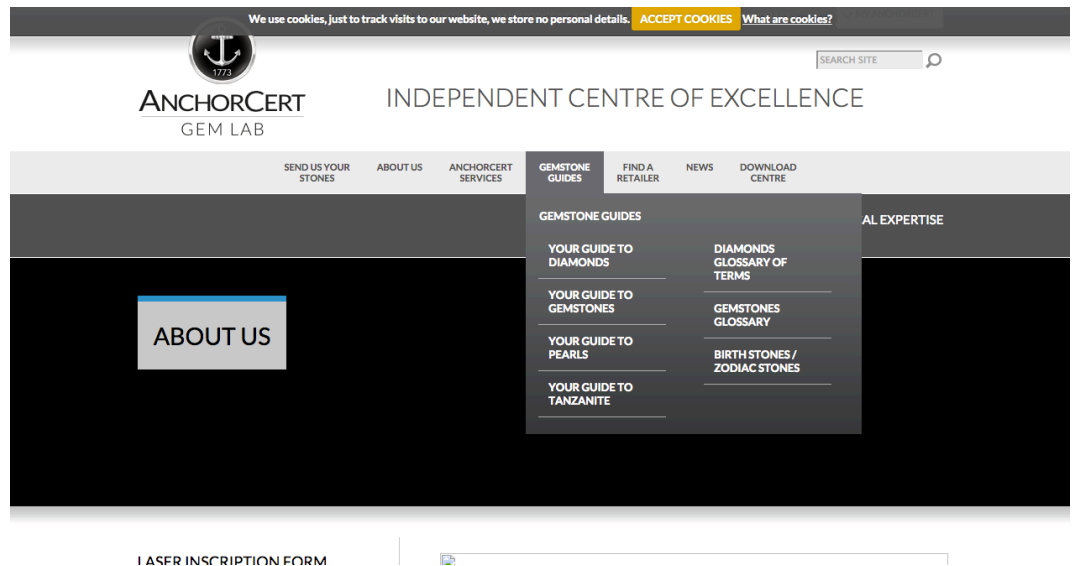 We use cookies, just to track visits to our website, we store no personal details. ACCEPT COOKIES What are cookies?
SEARCH SITE
1773
ANCHORCERT
GEM LAB
INDEPENDENT CENTRE OF EXCELLENCE
SEND US YOUR
STONES
ABOUT US
ANCHORCERT
SERVICES
GEMSTONE
GUIDES
FIND A
RETAILER
NEWS
DOWNLOAD
CENTRE
GEMSTONE GUIDES
AL EXPERTISE
YOUR GUIDE TO
DIAMONDS
YOUR GUIDE TO
GEMSTONES
YOUR GUIDE TO
PEARLS
YOUR GUIDE TO
TANZANITE
DIAMONDS
GLOSSARY OF
TERMS
GEMSTONES
GLOSSARY
BIRTH STONES /
ZODIAC STONES
ABOUT US
LASER INSCRIPTION FORM